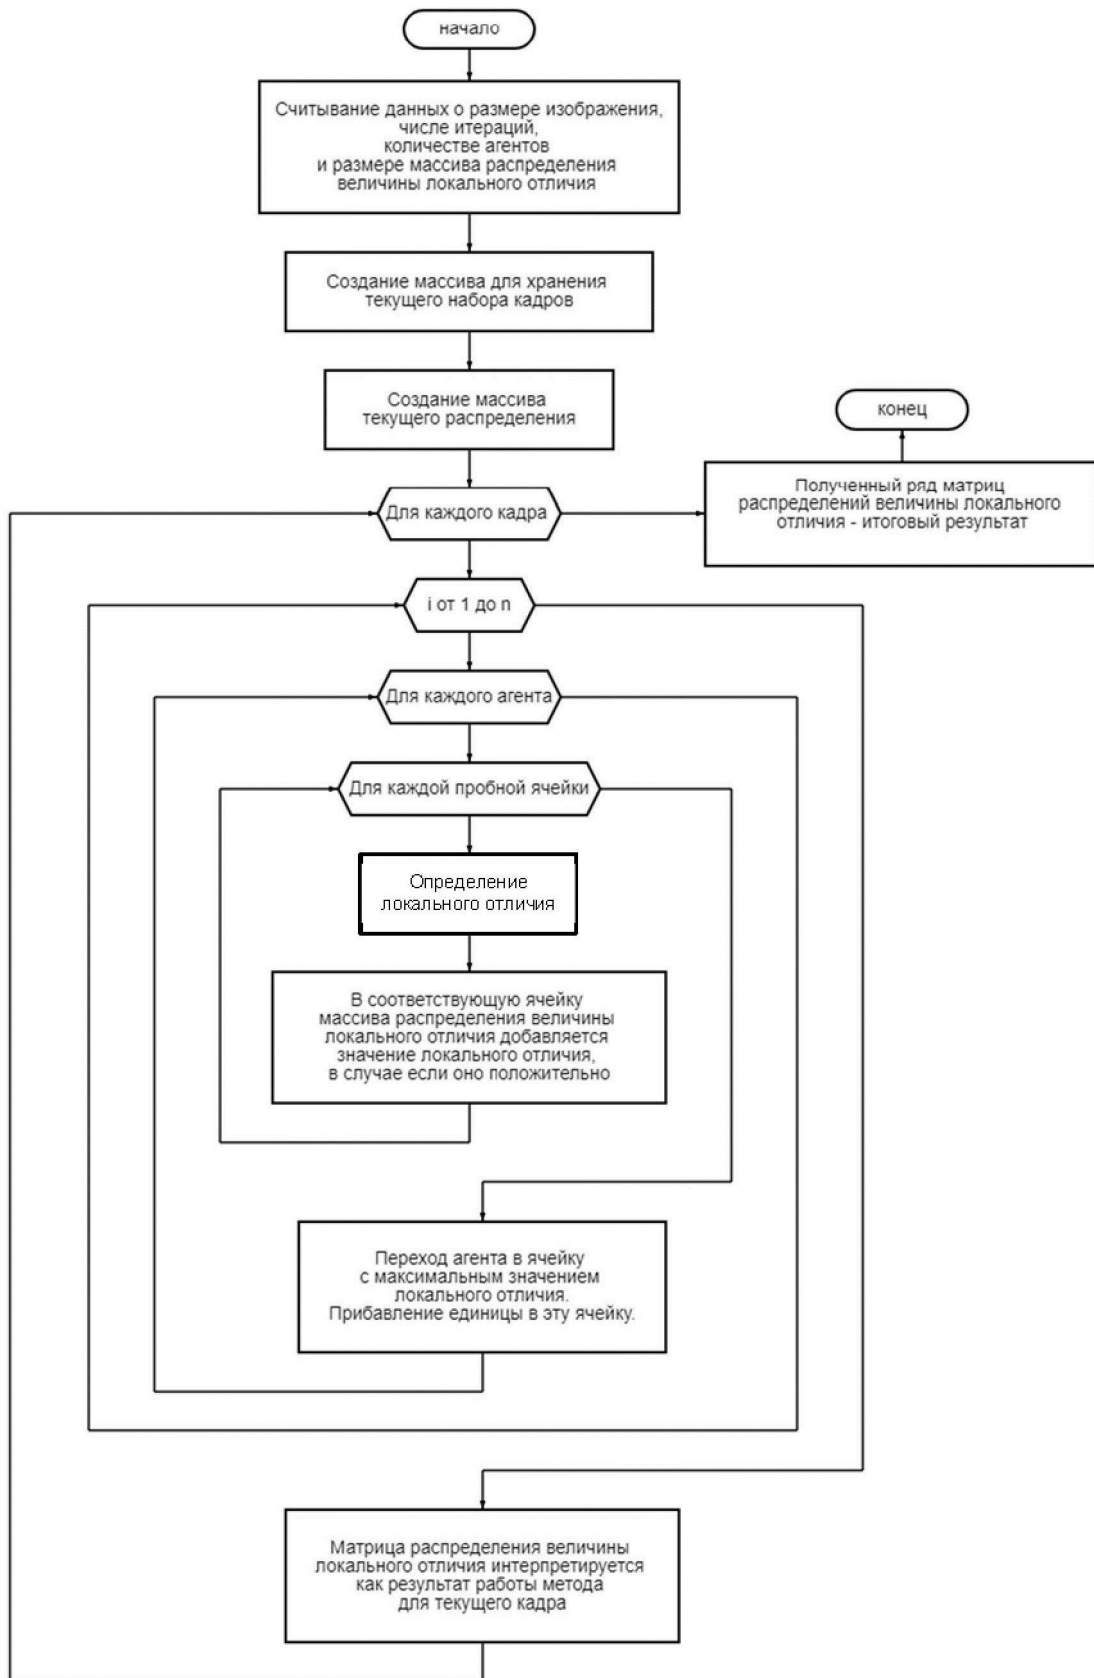 начало
Считывание данных о размере изображения,
числе итераций,
количестве агентов
и размере массива распределения
величины локального отличия
Создание массива для хранения
текущего набора кадров
Создание массива
текущего распределения
конец
Полученный ряд матриц
распределений величины локального
отличия - итоговый результат
Для каждого кадра
i от 1 до n
Для каждого агента
Для каждой пробной ячейки
Определение
локального отличия
В соответствующую ячейку
массива распределения величины
локального отличия добавляется
значение локального отличия,
в случае если оно положительно
Переход агента в ячейку
с максимальным значением
локального отличия.
Прибавление единицы в эту ячейку.
Матрица распределения величины
локального отличия интерпретируется
как результат работы метода
для текущего кадра